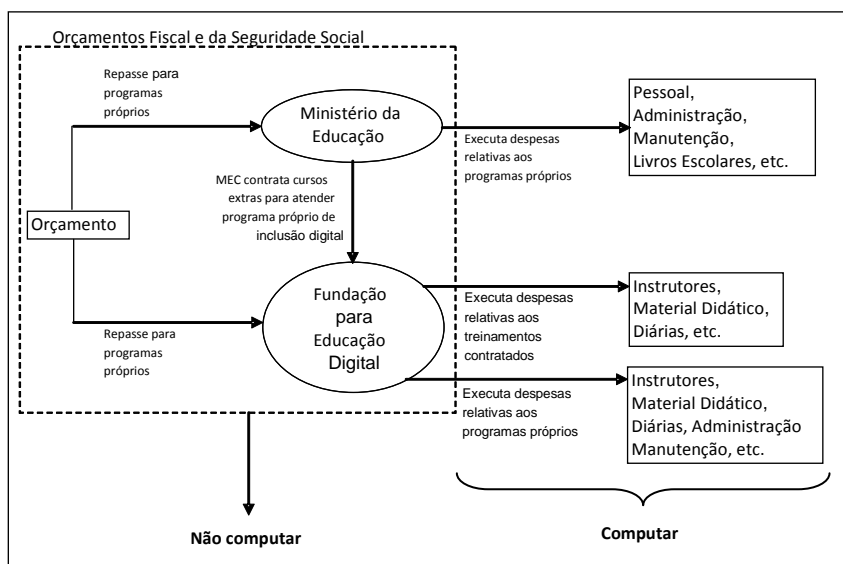 Orçamentos Fiscal e da Seguridade Social
Repasse para
programas
próprios
Ministério da
Educação
Executa despesas
relativas aos
programas próprios
Pessoal,
Administração,
Manutenção,
Livros Escolares, etc.
MEC contrata cursos
extras para atender
programa próprio de
inclusão digital
Orçamento
Fundação
para
Educação
Digital
Repasse para
programas
próprios
Executa despesas
relativas aos
treinamentos
contratados
Instrutores,
Material Didático,
Diárias, etc.
Executa despesas
relativas aos
programas próprios
Instrutores,
Material Didático,
Diárias, Administração
Manutenção, etc.
Não computar
Computar